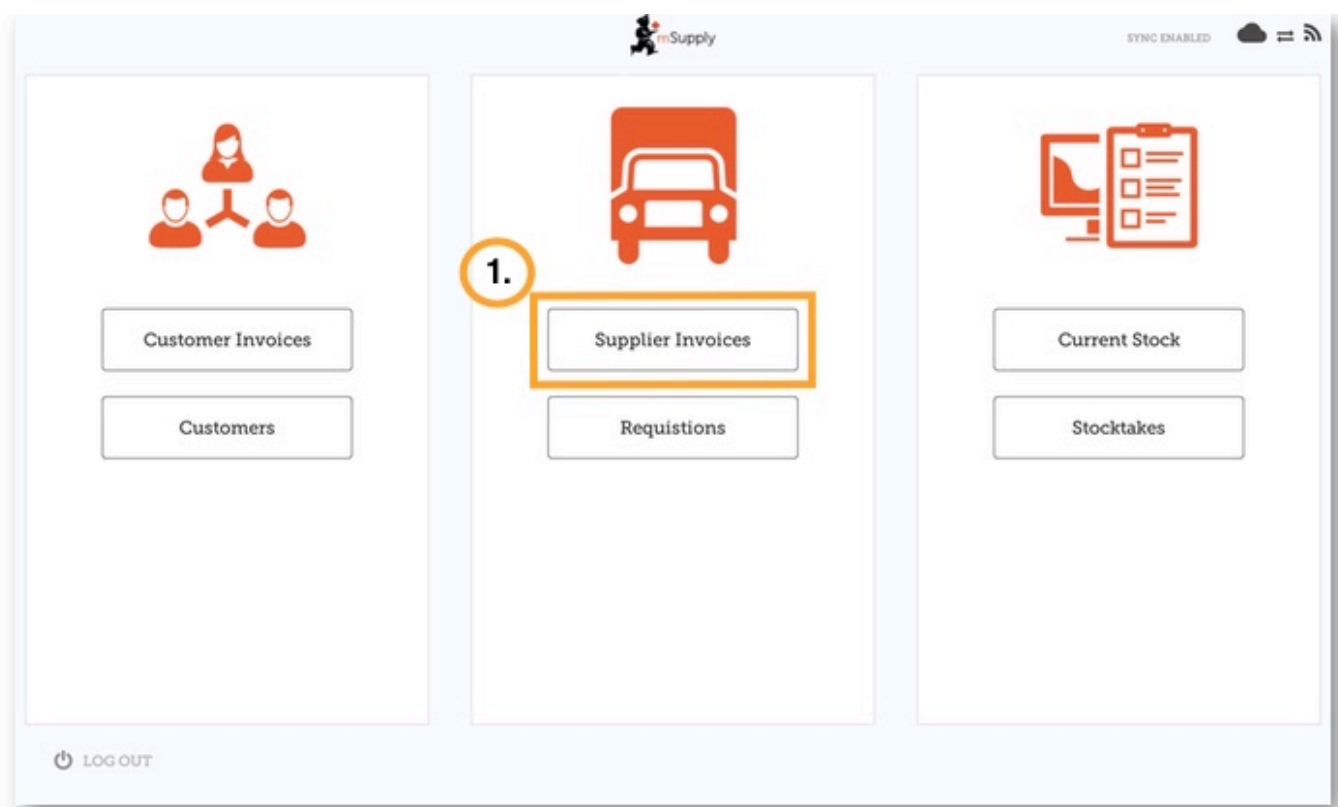 mSupply
SYNC ENABLED
1.
Customer Invoices
Supplier Invoices
Current Stock
Customers
Requistions
Stocktakes
LOG OUT